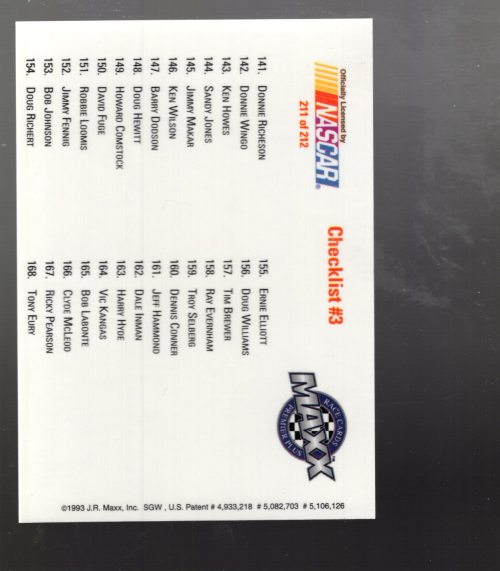 Officially Licensed by
NASCAR®
211 of 212
Checklist #3
MAXX™
RACE CARDS
PREMIER PLUS
141. DONNIE RICHESON
142. DONNIE WINGO
143. KEN HOWES
144. SANDY JONES
145. JIMMY MAKAR
146. KEN WILSON
147. BARRY DODSON
148. DOUG HEWITT
149. HOWARD COMSTOCK
150. DAVID FUGE
151. ROBBIE LOOMIS
152. JIMMY FENNIG
153. BOB JOHNSON
154. DOUG RICHERT
155. ERNIE ELLIOTT
156. DOUG WILLIAMS
157. TIM BREWER
158. RAY EVERNHAM
159. TROY SELBERG
160. DENNIS CONNER
161. JEFF HAMMOND
162. DALE INMAN
163. HARRY HYDE
164. VIC KANGAS
165. BOB LABONTE
166. CLYDE MCLEOD
167. RICKY PEARSON
168. TONY EURY
©1993 J.R. Maxx, Inc. SGW , U.S. Patent # 4,933,218 # 5,082,703 # 5,106,126